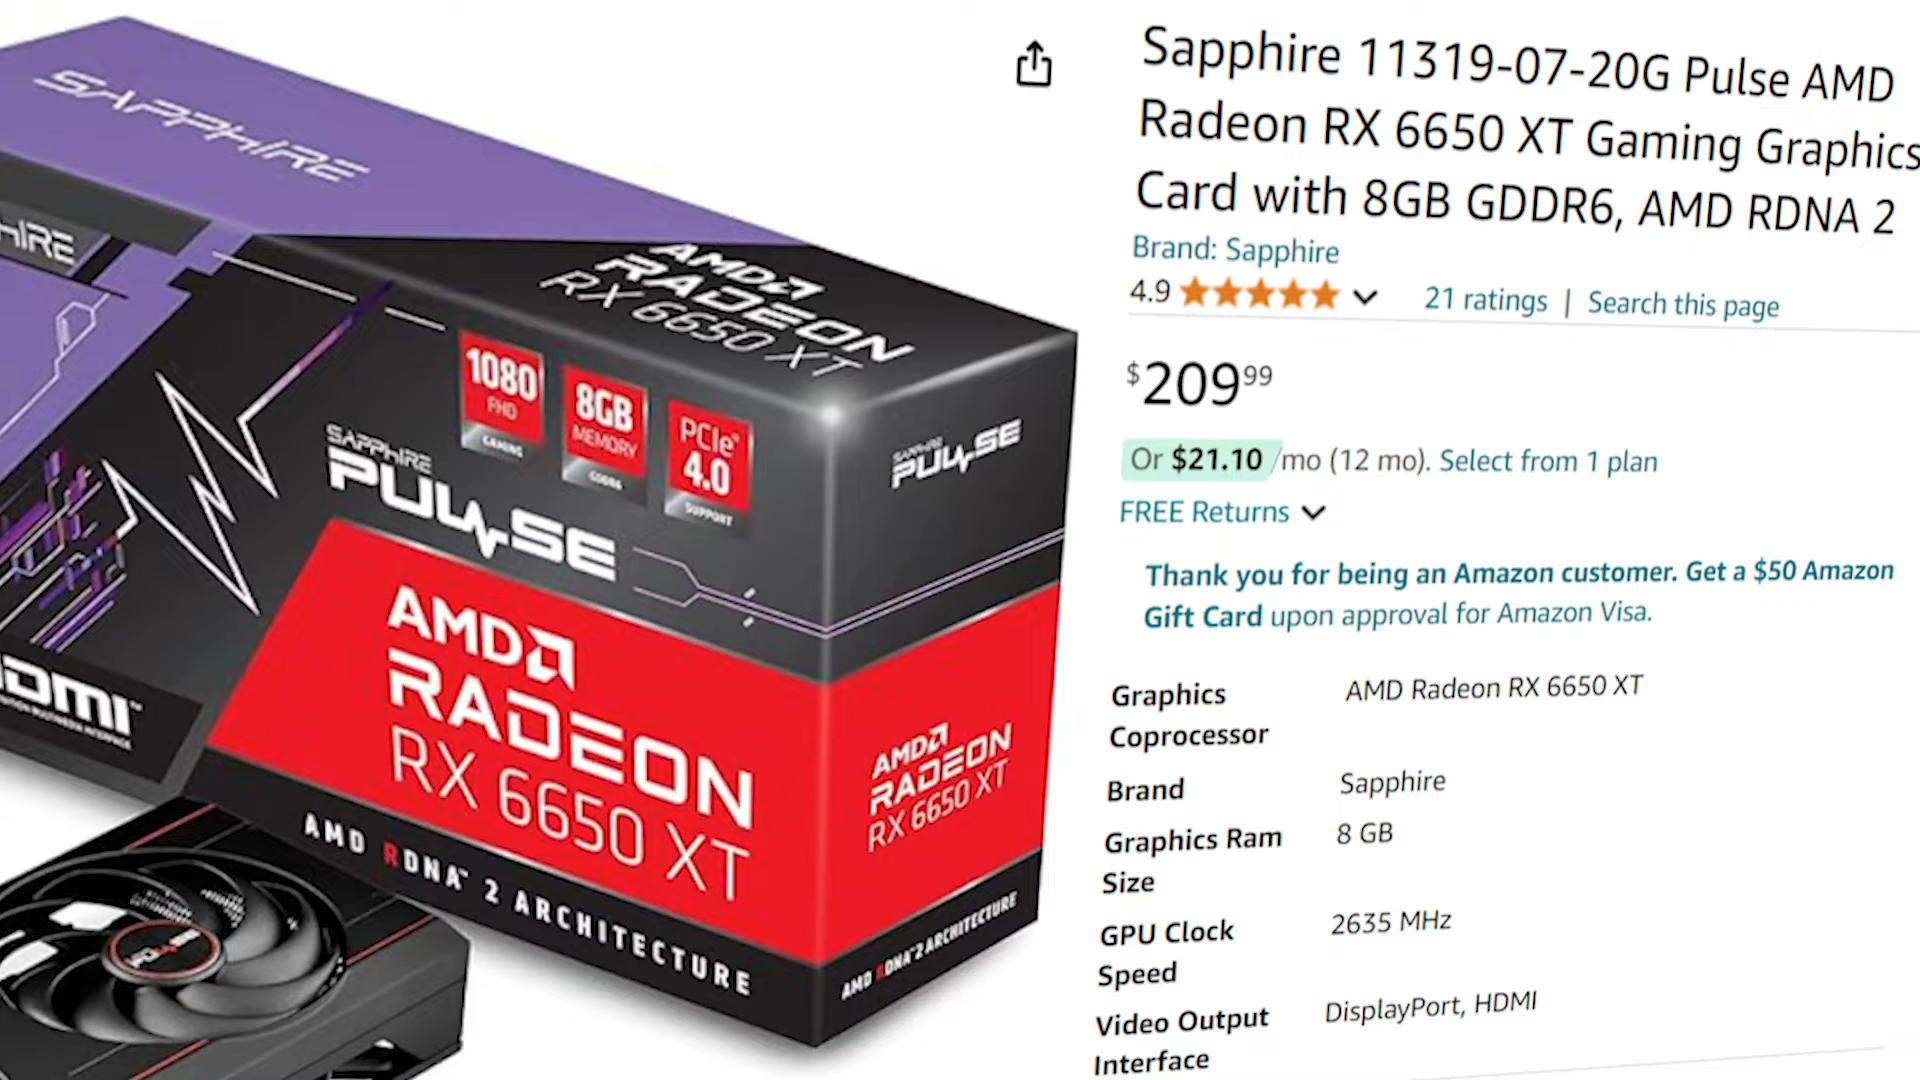 SAPPHIRE
HIRE
AMD
RADEON
RX 6650 XT
1080
FHD
GAMING
8GB
MEMORY
GDDR6
PCIe
4.0
SUPPORT
SAPPHIRE
PULSE
SAPPHIRE
PULSE
AMD
RADEON
RX 6650 XT
AMD RDNA™ 2 ARCHITECTURE
AMD
RADEON
RX 6650 XT
AMD RDNA 2 ARCHITECTURE
DMI™
Sapphire 11319-07-20G Pulse AMD
Radeon RX 6650 XT Gaming Graphics
Card with 8GB GDDR6, AMD RDNA 2
Brand: Sapphire
4.9 21 ratings | Search this page
$20999
Or $21.10 /mo (12 mo). Select from 1 plan
FREE Returns
Thank you for being an Amazon customer. Get a $50 Amazon
Gift Card upon approval for Amazon Visa.
Graphics AMD Radeon RX 6650 XT
Coprocessor
Brand Sapphire
Graphics Ram 8 GB
Size
GPU Clock 2635 MHz
Speed
Video Output DisplayPort, HDMI
Interface